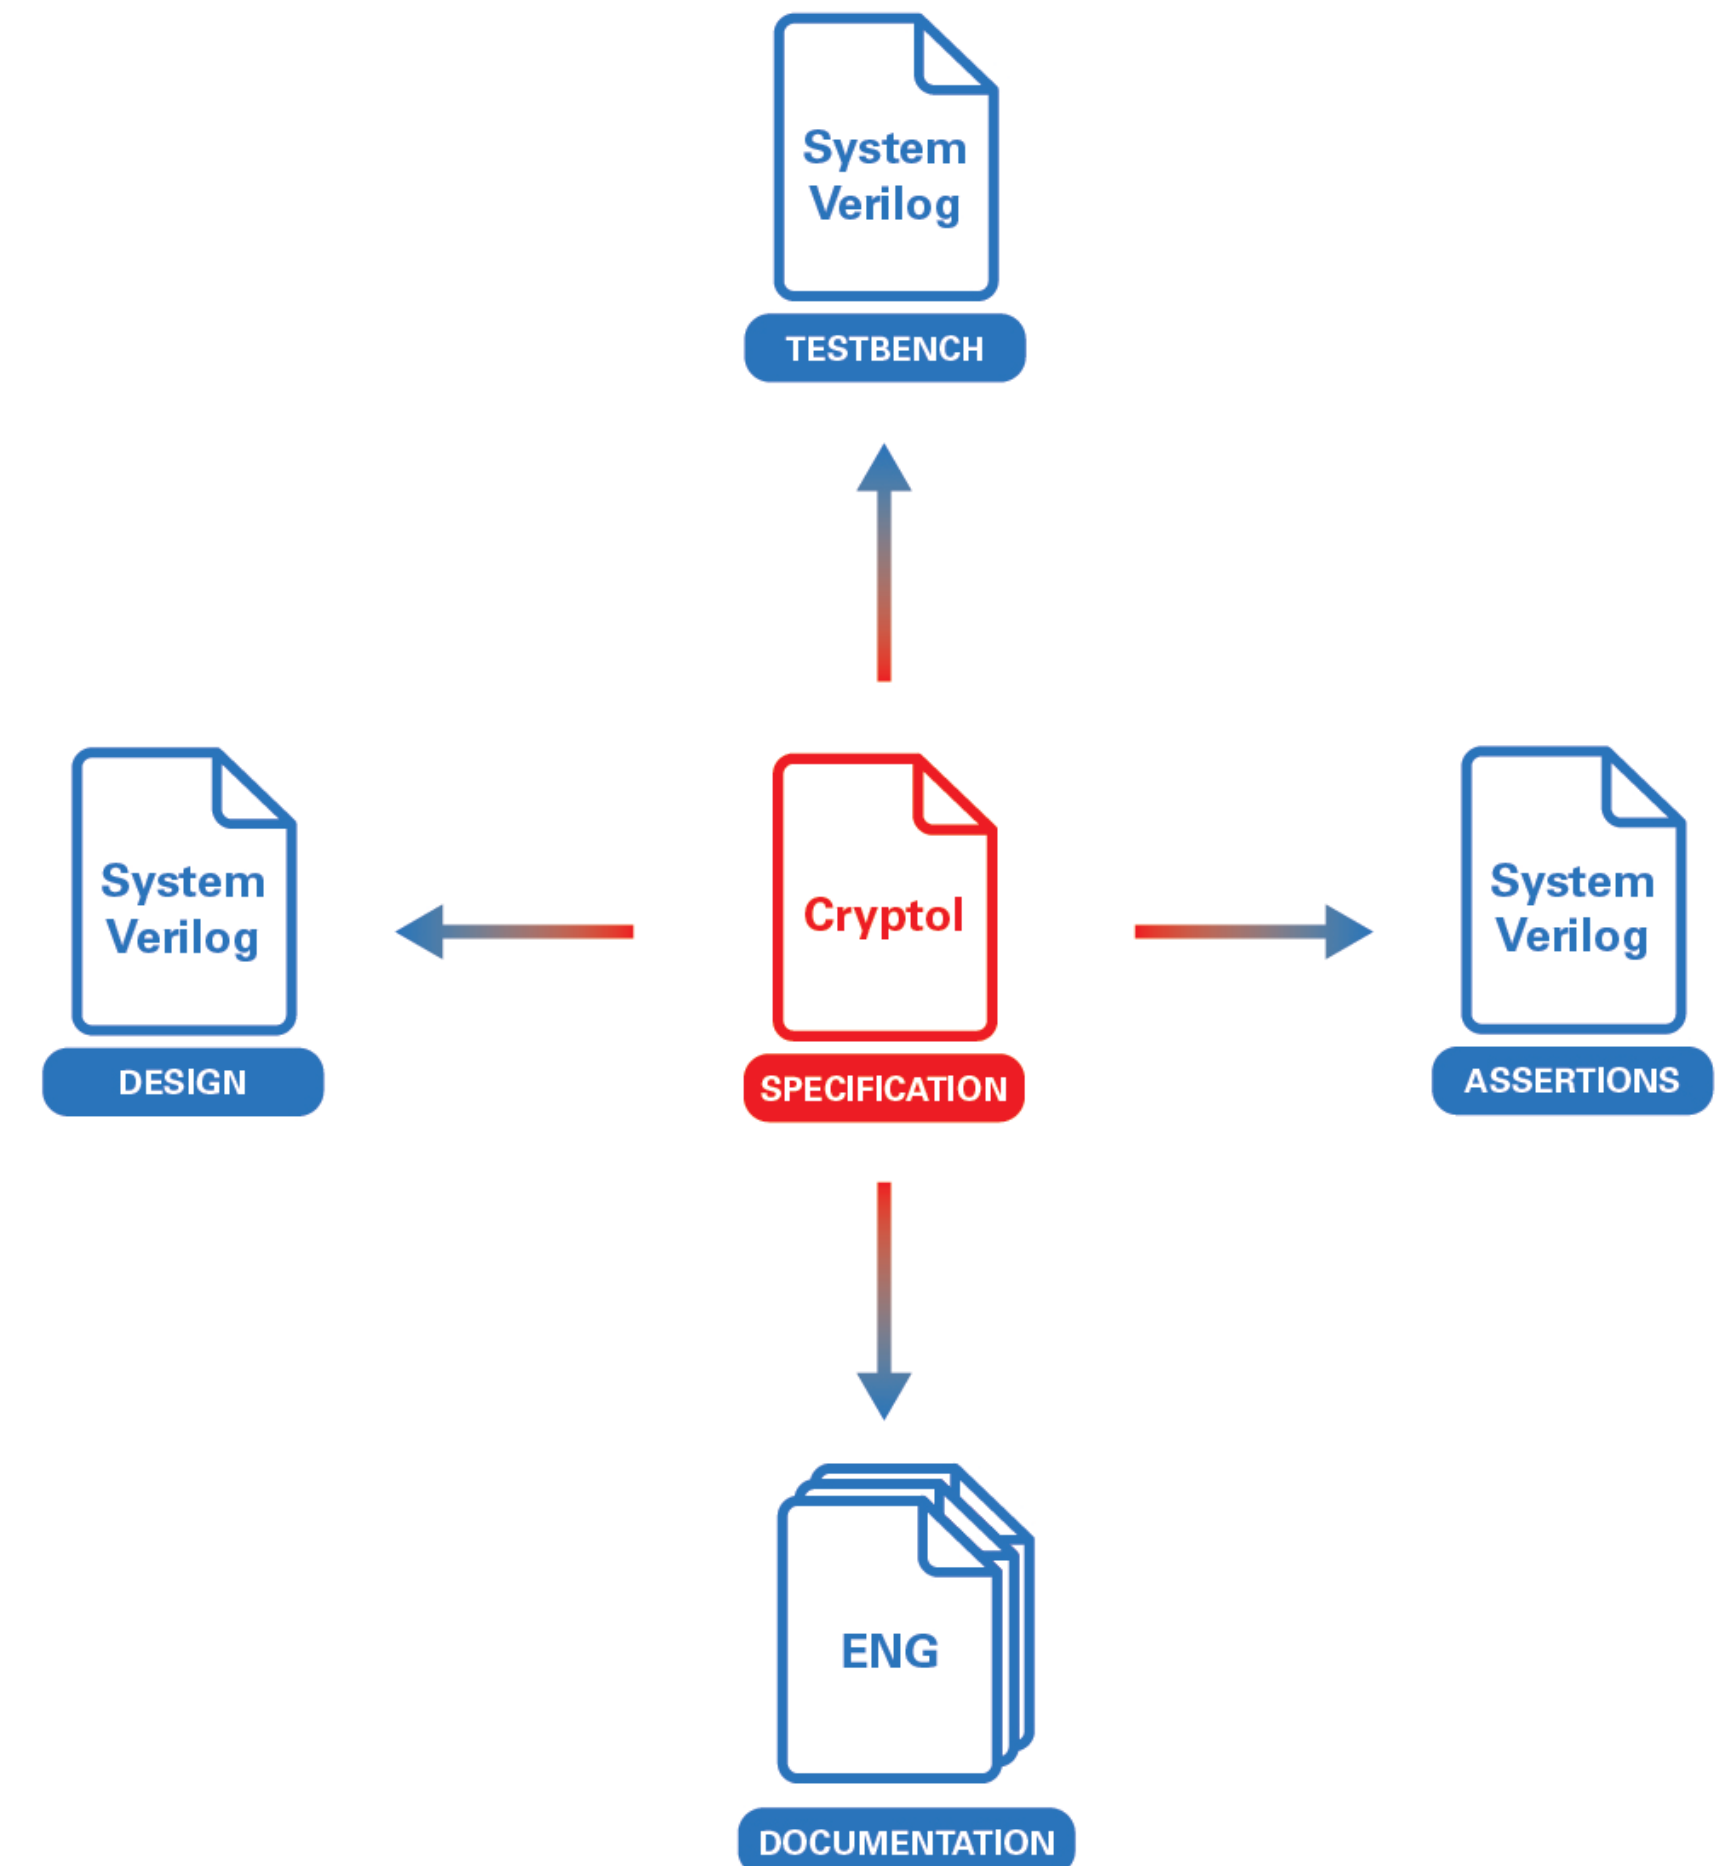 System
Verilog
TESTBENCH
System
Verilog
DESIGN
Cryptol
SPECIFICATION
System
Verilog
ASSERTIONS
ENG
DOCUMENTATION